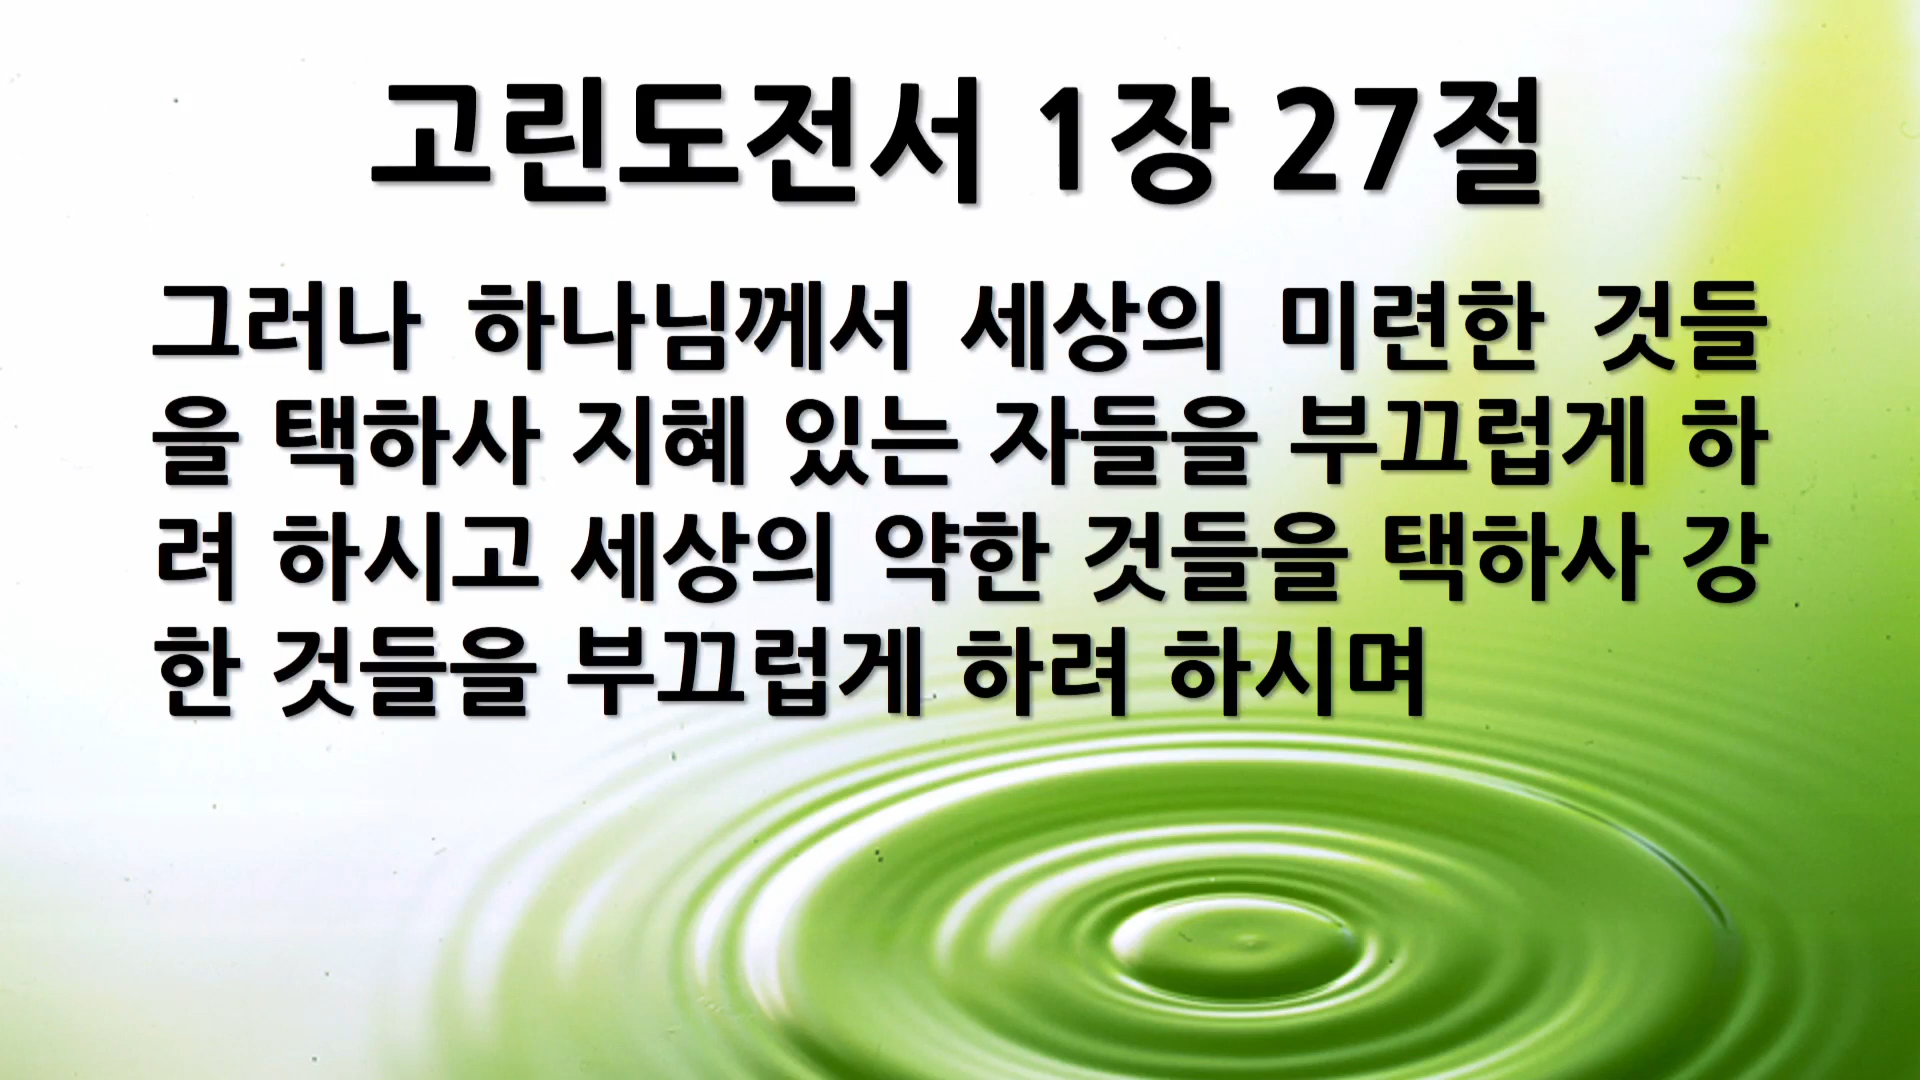 고린도전서 1장 27절
그러나 하나님께서 세상의 미련한 것들
을 택하사 지혜 있는 자들을 부끄럽게 하
려 하시고 세상의 약한 것들을 택하사 강
한 것들을 부끄럽게 하려 하시며